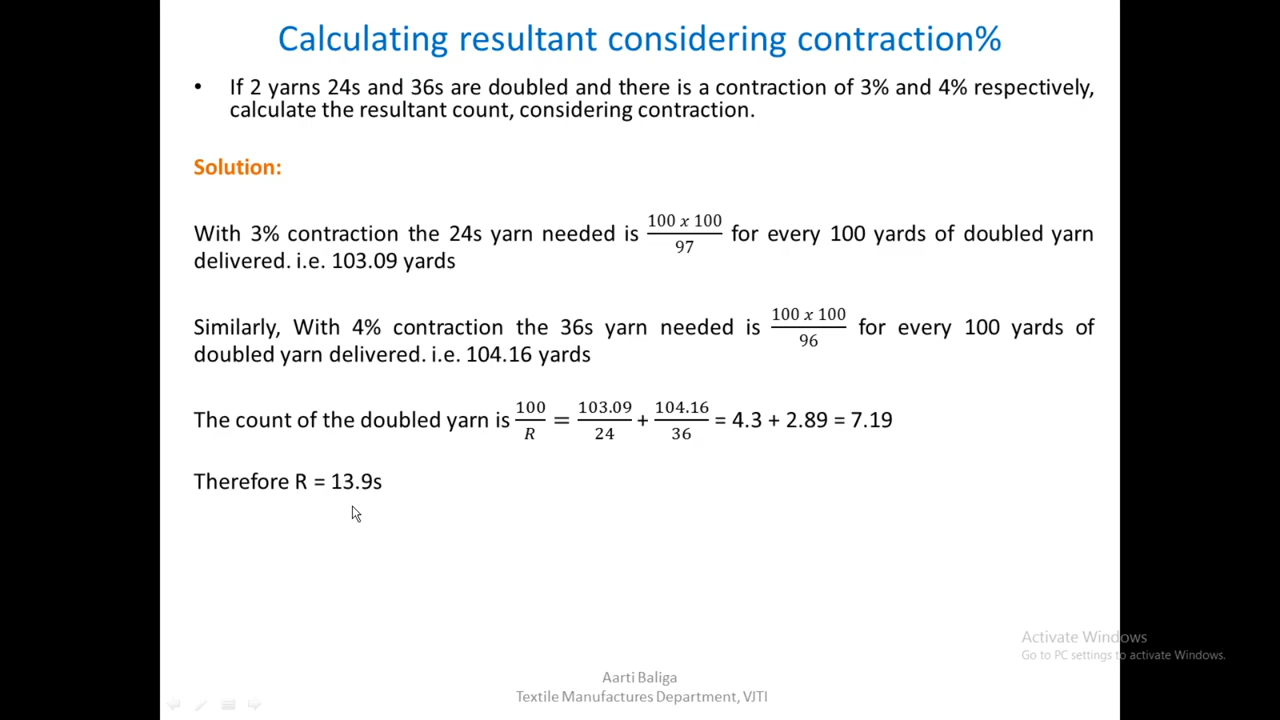 Calculating resultant considering contraction%
• If 2 yarns 24s and 36s are doubled and there is a contraction of 3% and 4% respectively,
calculate the resultant count, considering contraction.
Solution:
With 3% contraction the 24s yarn needed is \frac{100 x 100}{97} for every 100 yards of doubled yarn
delivered. i.e. 103.09 yards
Similarly, With 4% contraction the 36s yarn needed is \frac{100 x 100}{96} for every 100 yards of
doubled yarn delivered. i.e. 104.16 yards
The count of the doubled yarn is \frac{100}{R} = \frac{103.09}{24} + \frac{104.16}{36} = 4.3 + 2.89 = 7.19
Therefore R = 13.9s
Activate Windows
Go to PC settings to activate Windows.
Aarti Baliga
Textile Manufactures Department, VJTI